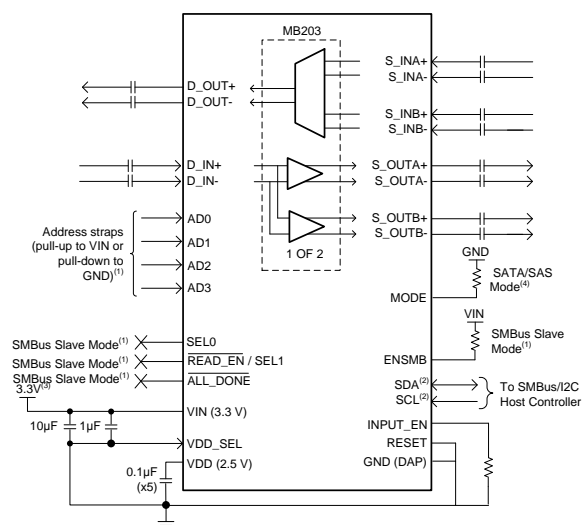 MB203
D_OUT+
D_OUT-
S_INA+
S_INA-
S_INB+
S_INB-
D_IN+
D_IN-
S_OUTA+
S_OUTA-
S_OUTB+
S_OUTB-
1 OF 2
Address straps
(pull-up to VIN or
pull-down to
GND)(1)
AD0
AD1
AD2
AD3
GND
SATA/SAS
Mode(4)
MODE
VIN
SMBus Slave
Mode(1)
ENSMB
SMBus Slave Mode(1)
SEL0
SMBus Slave Mode(1)
READ_EN / SEL1
SMBus Slave Mode(1)
ALL_DONE
SDA(2)
SCL(2)
To SMBus/I2C
Host Controller
3.3V(3)
VIN (3.3 V)
10µF
1µF
INPUT_EN
VDD_SEL
RESET
VDD (2.5 V)
GND (DAP)
0.1µF
(x5)